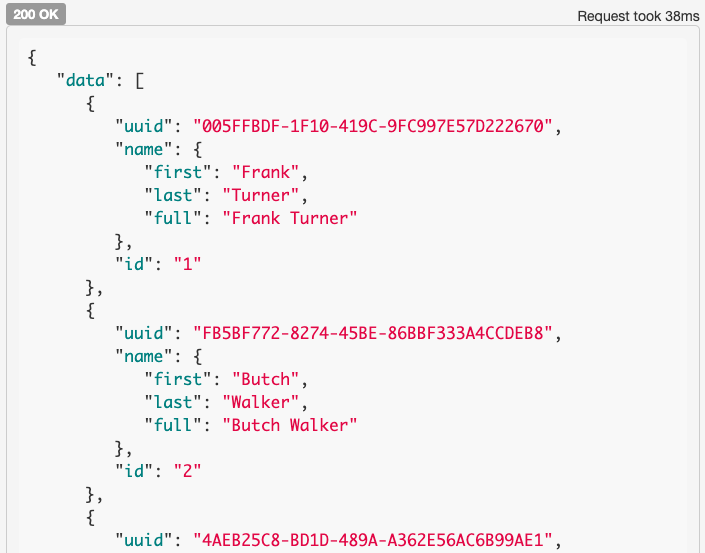 200 OK
Request took 38ms
{
"data": [
{
"uuid": "005FFBDF-1F10-419C-9FC997E57D222670",
"name": {
"first": "Frank",
"last": "Turner",
"full": "Frank Turner"
},
"id": "1"
},
{
"uuid": "FB5BF772-8274-45BE-86BBF333A4CCDEB8",
"name": {
"first": "Butch",
"last": "Walker",
"full": "Butch Walker"
},
"id": "2"
},
{
"uuid": "4AEB25C8-BD1D-489A-A362E56AC6B99AE1",